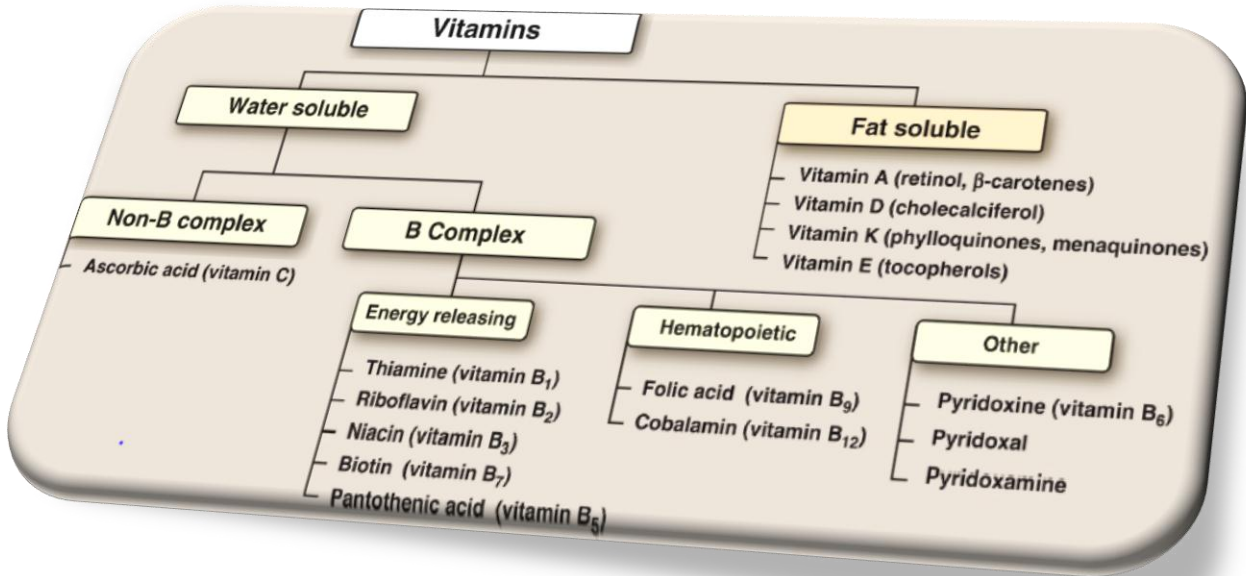 Vitamins
Water soluble
Fat soluble
Vitamin A (retinol, β-carotenes)
Vitamin D (cholecalciferol)
Vitamin K (phylloquinones, menaquinones)
Vitamin E (tocopherols)
Non-B complex
Ascorbic acid (vitamin C)
B Complex
Energy releasing
Thiamine (vitamin B₁)
Riboflavin (vitamin B₂)
Niacin (vitamin B₃)
Biotin (vitamin B₇)
Pantothenic acid (vitamin B₅)
Hematopoietic
Folic acid (vitamin B₉)
Cobalamin (vitamin B₁₂)
Other
Pyridoxine (vitamin B₆)
Pyridoxal
Pyridoxamine